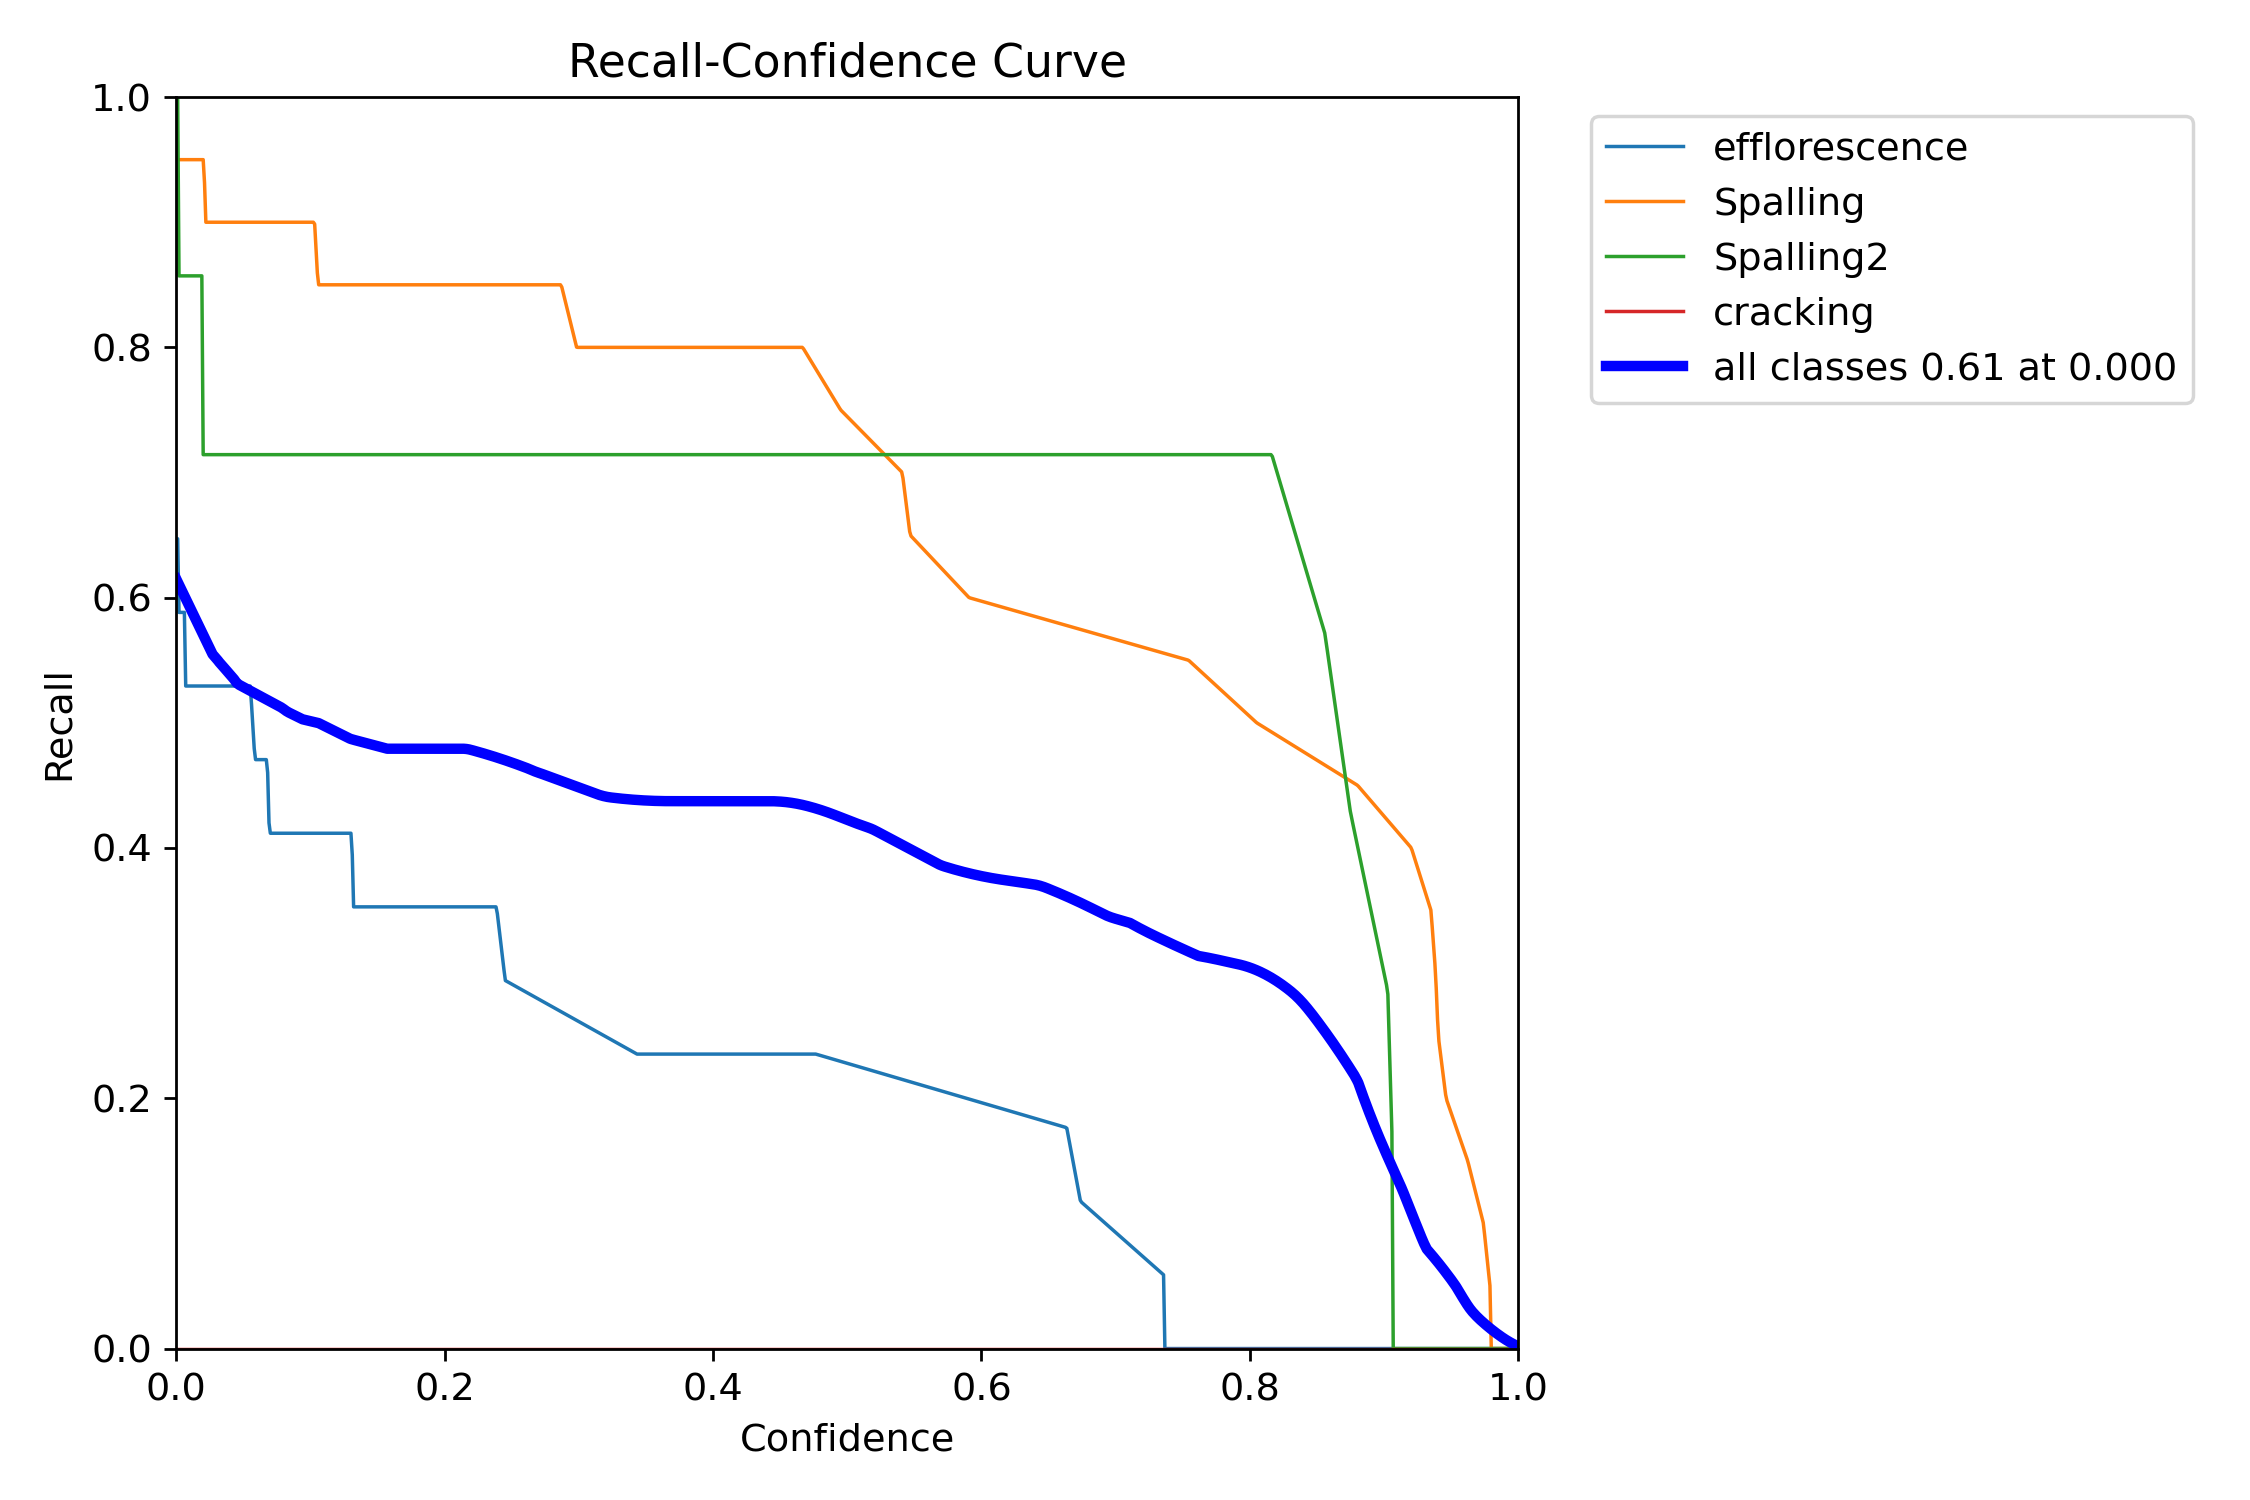 Recall-Confidence Curve
1.0
0.8
0.6
0.4
0.2
0.0
Recall
0.0 0.2 0.4 0.6 0.8 1.0
Confidence
efflorescence
Spalling
Spalling2
cracking
all classes 0.61 at 0.000